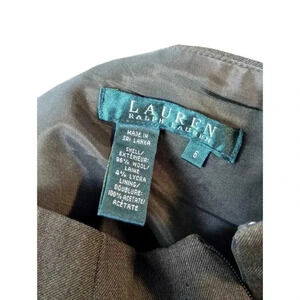 LAUREN
RALPH LAUREN
MADE IN
SRI LANKA
6
SHELL/
EXTERIEUR:
96% WOOL/
LAINE
4% LYCRA
LINING/
DOUBLURE:
100% ACETATE/
ACÉTATE